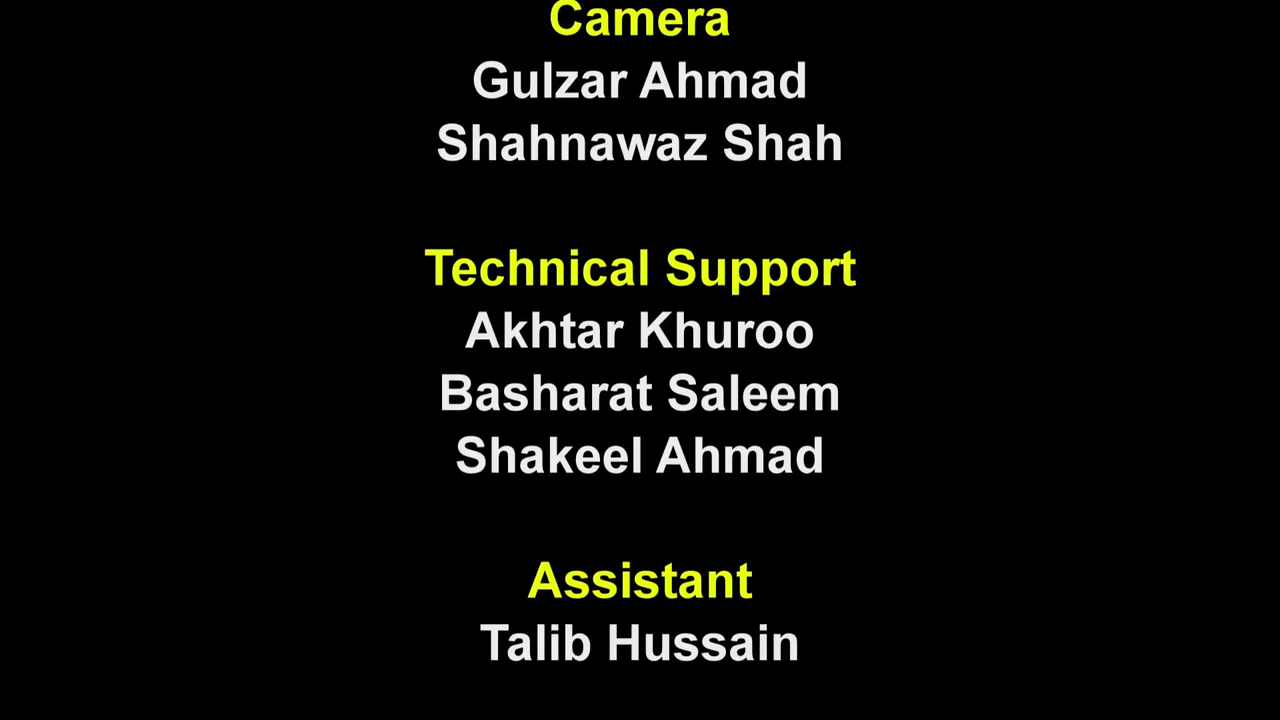 Camera
Gulzar Ahmad
Shahnawaz Shah
Technical Support
Akhtar Khuroo
Basharat Saleem
Shakeel Ahmad
Assistant
Talib Hussain